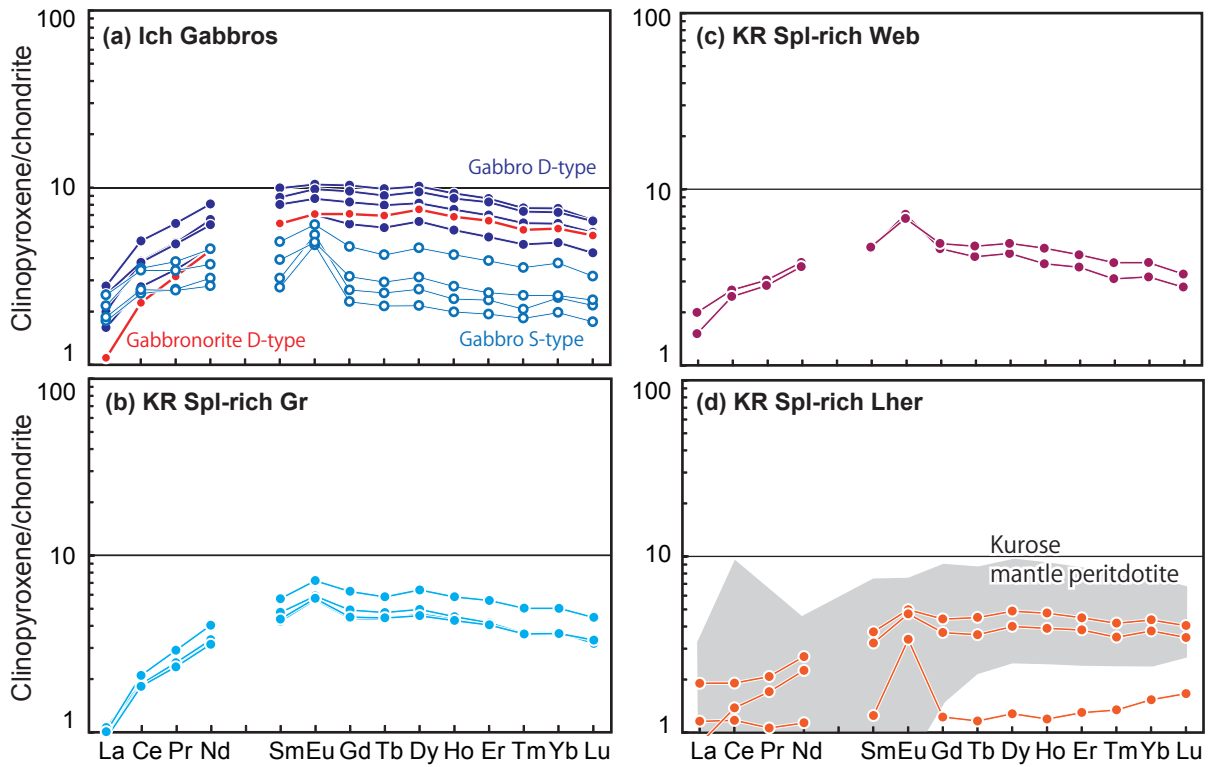 (a) Ich Gabbros
Clinopyroxene/chondrite
100
10
1
Gabbro D-type
Gabbronorite D-type
Gabbro S-type
(c) KR Spl-rich Web
100
10
1
(b) KR Spl-rich Gr
Clinopyroxene/chondrite
100
10
1
La Ce Pr Nd Sm Eu Gd Tb Dy Ho Er Tm Yb Lu
(d) KR Spl-rich Lher
100
10
1
Kurose
mantle peritdotite
La Ce Pr Nd Sm Eu Gd Tb Dy Ho Er Tm Yb Lu